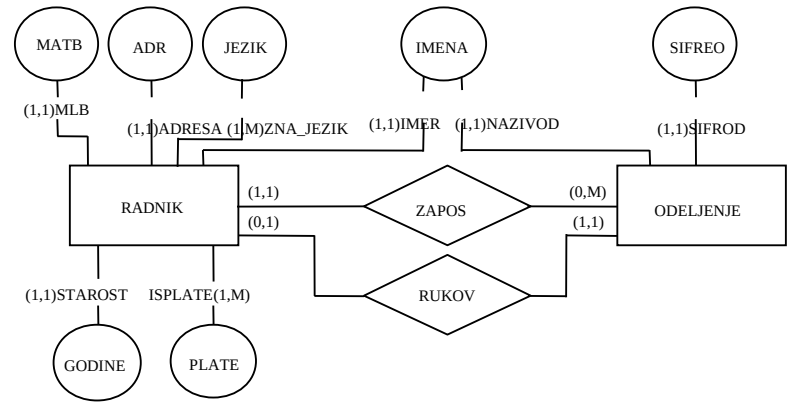 MATB ADR JEZIK IMENA SIFREO
(1,1)MLB
(1,1)ADRESA (1,M)ZNA_JEZIK (1,1)IMER (1,1)NAZIVOD (1,1)SIFROD
(1,1) (0,M)
RADNIK ZAPOS ODELJENJE
(0,1) (1,1)
(1,1)STAROST ISPLATE(1,M) RUKOV
GODINE PLATE